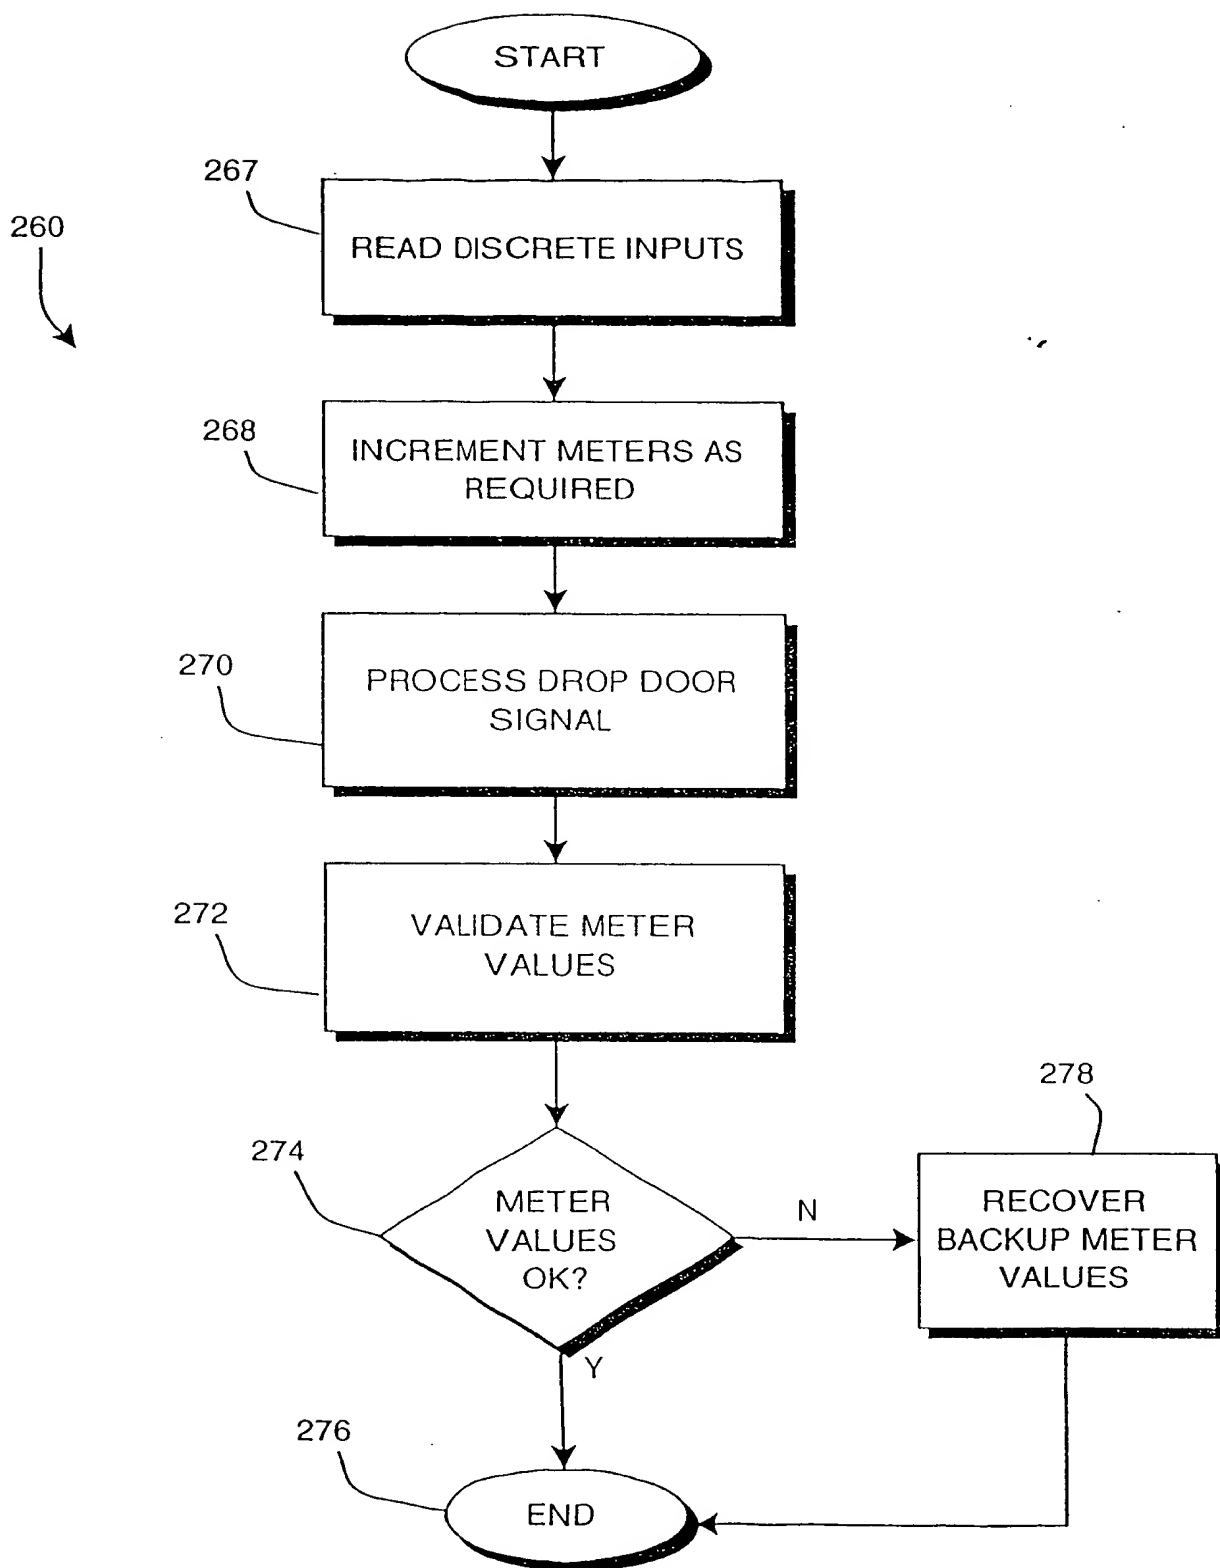 START
267
260
READ DISCRETE INPUTS
268
INCREMENT METERS AS
REQUIRED
270
PROCESS DROP DOOR
SIGNAL
272
VALIDATE METER
VALUES
278
274
METER
VALUES
OK?
N
RECOVER
BACKUP METER
VALUES
Y
276
END